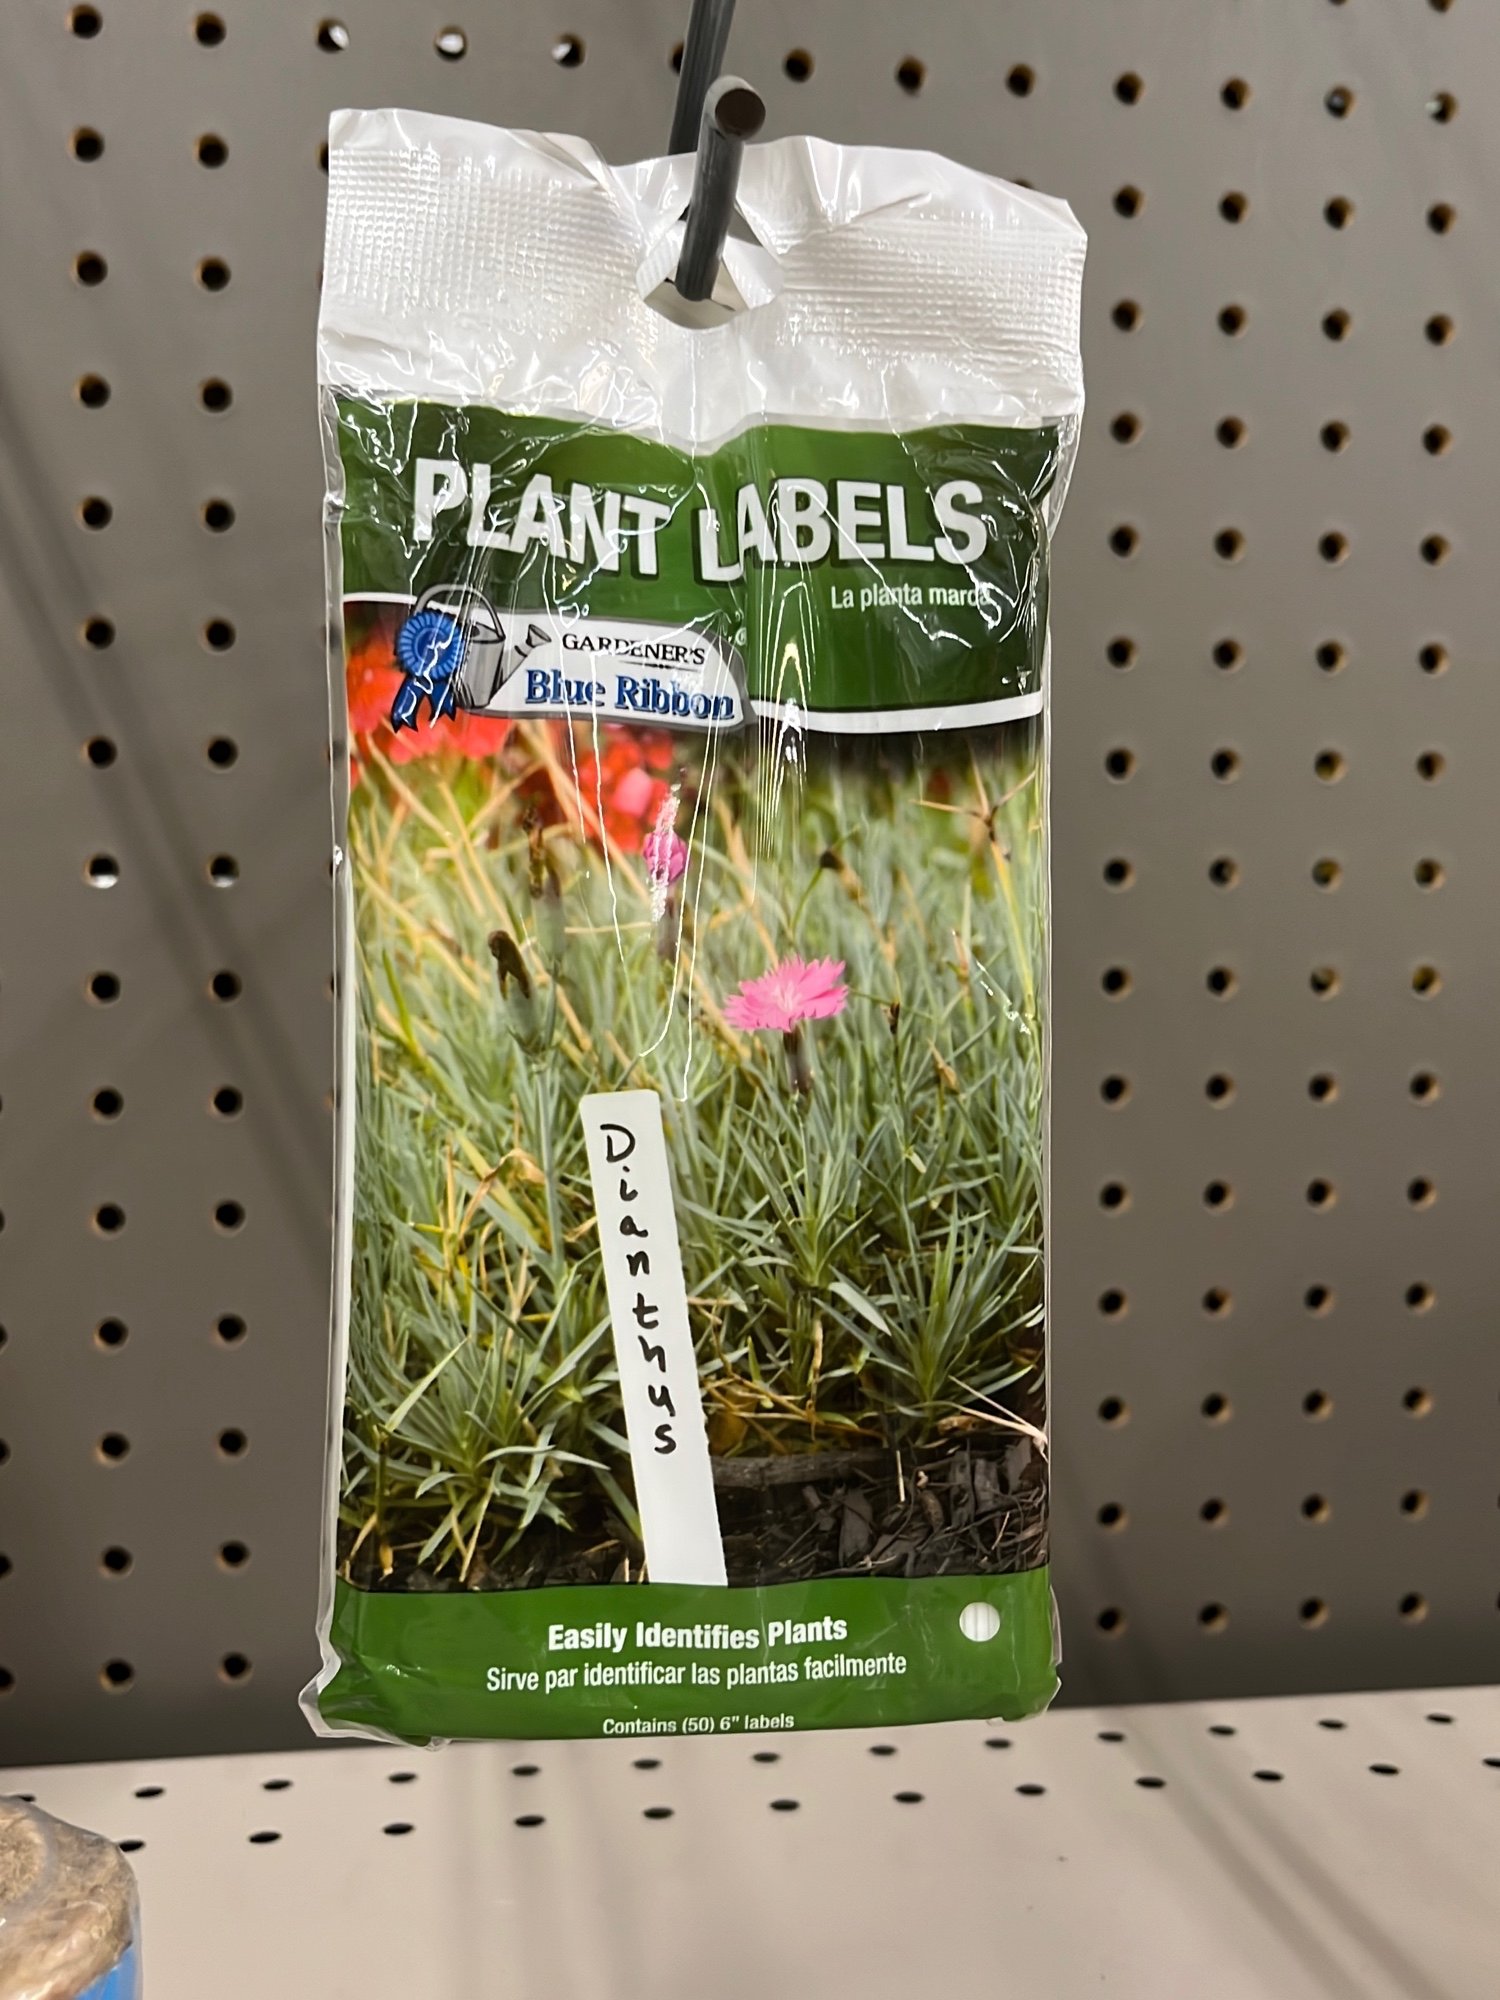 PLANT LABELS
La planta marca
GARDENER'S
Blue Ribbon
®
Dianthus
Easily Identifies Plants
Sirve par identificar las plantas facilmente
Contains (50) 6" labels